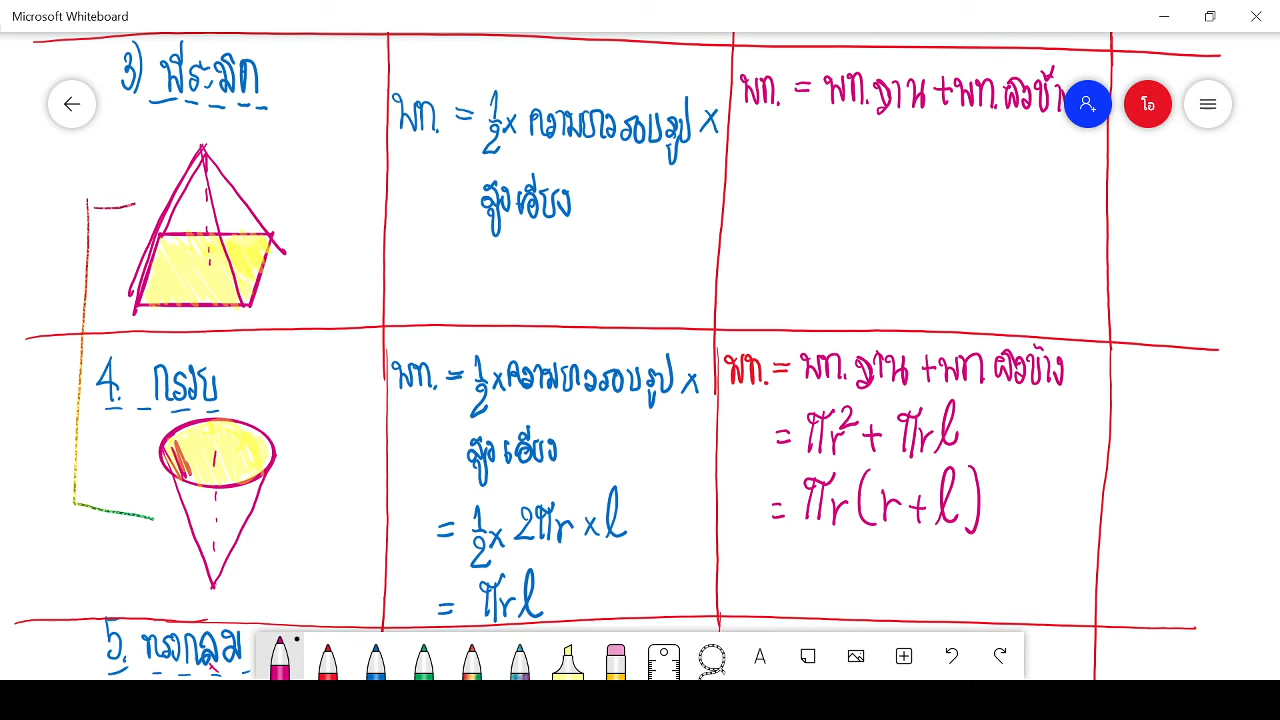 Microsoft Whiteboard
3) พีระมิด
พท. = 1/2 × ความยาวรอบรูป ×
สูงเอียง
พท. = พท. ฐาน + พท. ผิวข้าง
โอ
4. กรวย
พท. = 1/2 × ความยาวรอบรูป ×
สูงเอียง
= 1/2 × 2πr × l
= πrl
พท. = พท. ฐาน + พท. ผิวข้าง
= πr² + πrl
= πr(r + l)
5. ทรงกลม
A